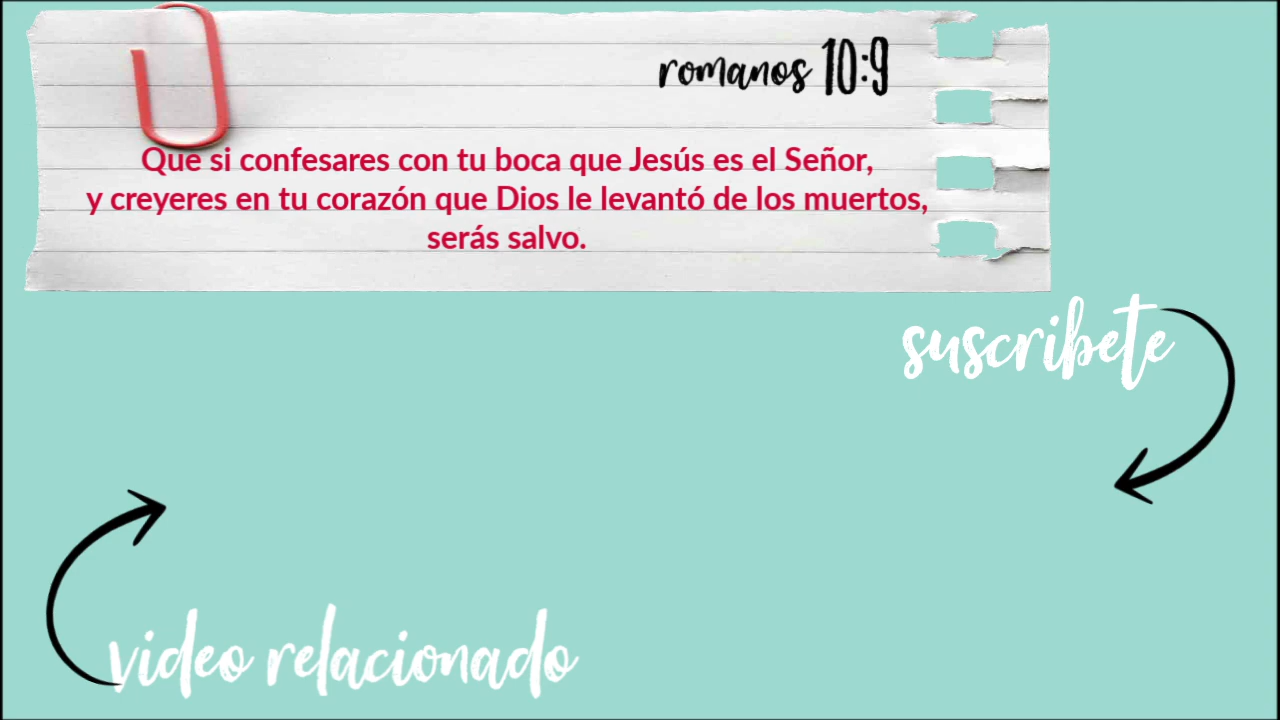 romanos 10:9
Que si confesares con tu boca que Jesús es el Señor,
y creyeres en tu corazón que Dios le levantó de los muertos,
serás salvo.
suscribete
video relacionado